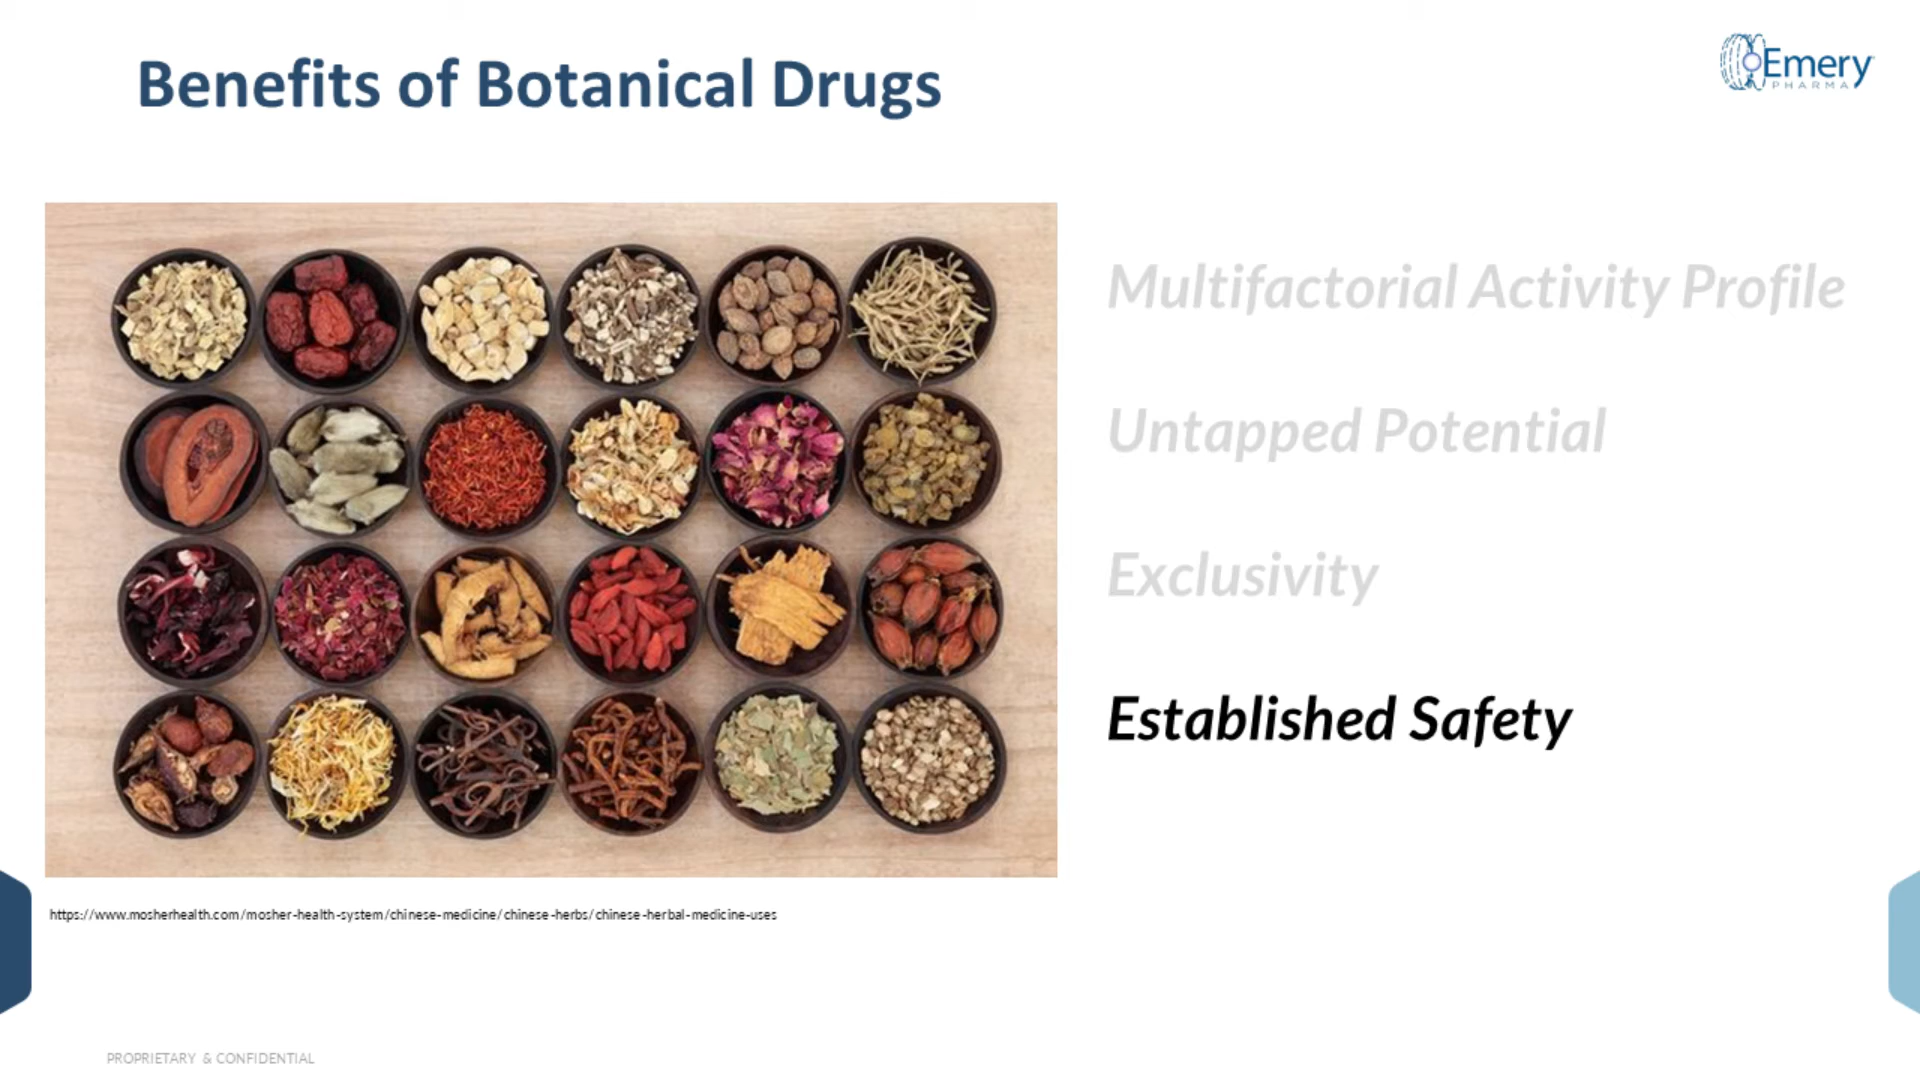 Benefits of Botanical Drugs
Emery
PHARMA
Multifactorial Activity Profile
Untapped Potential
Exclusivity
Established Safety
https://www.mosherhealth.com/mosher-health-system/chinese-medicine/chinese-herbs/chinese-herbal-medicine-uses
PROPRIETARY & CONFIDENTIAL